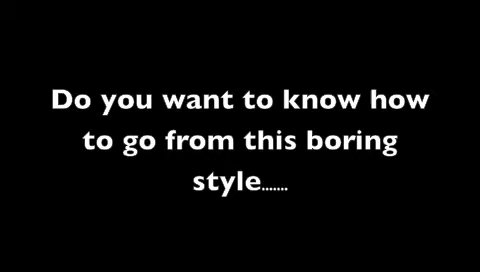 Do you want to know how
to go from this boring
style.......